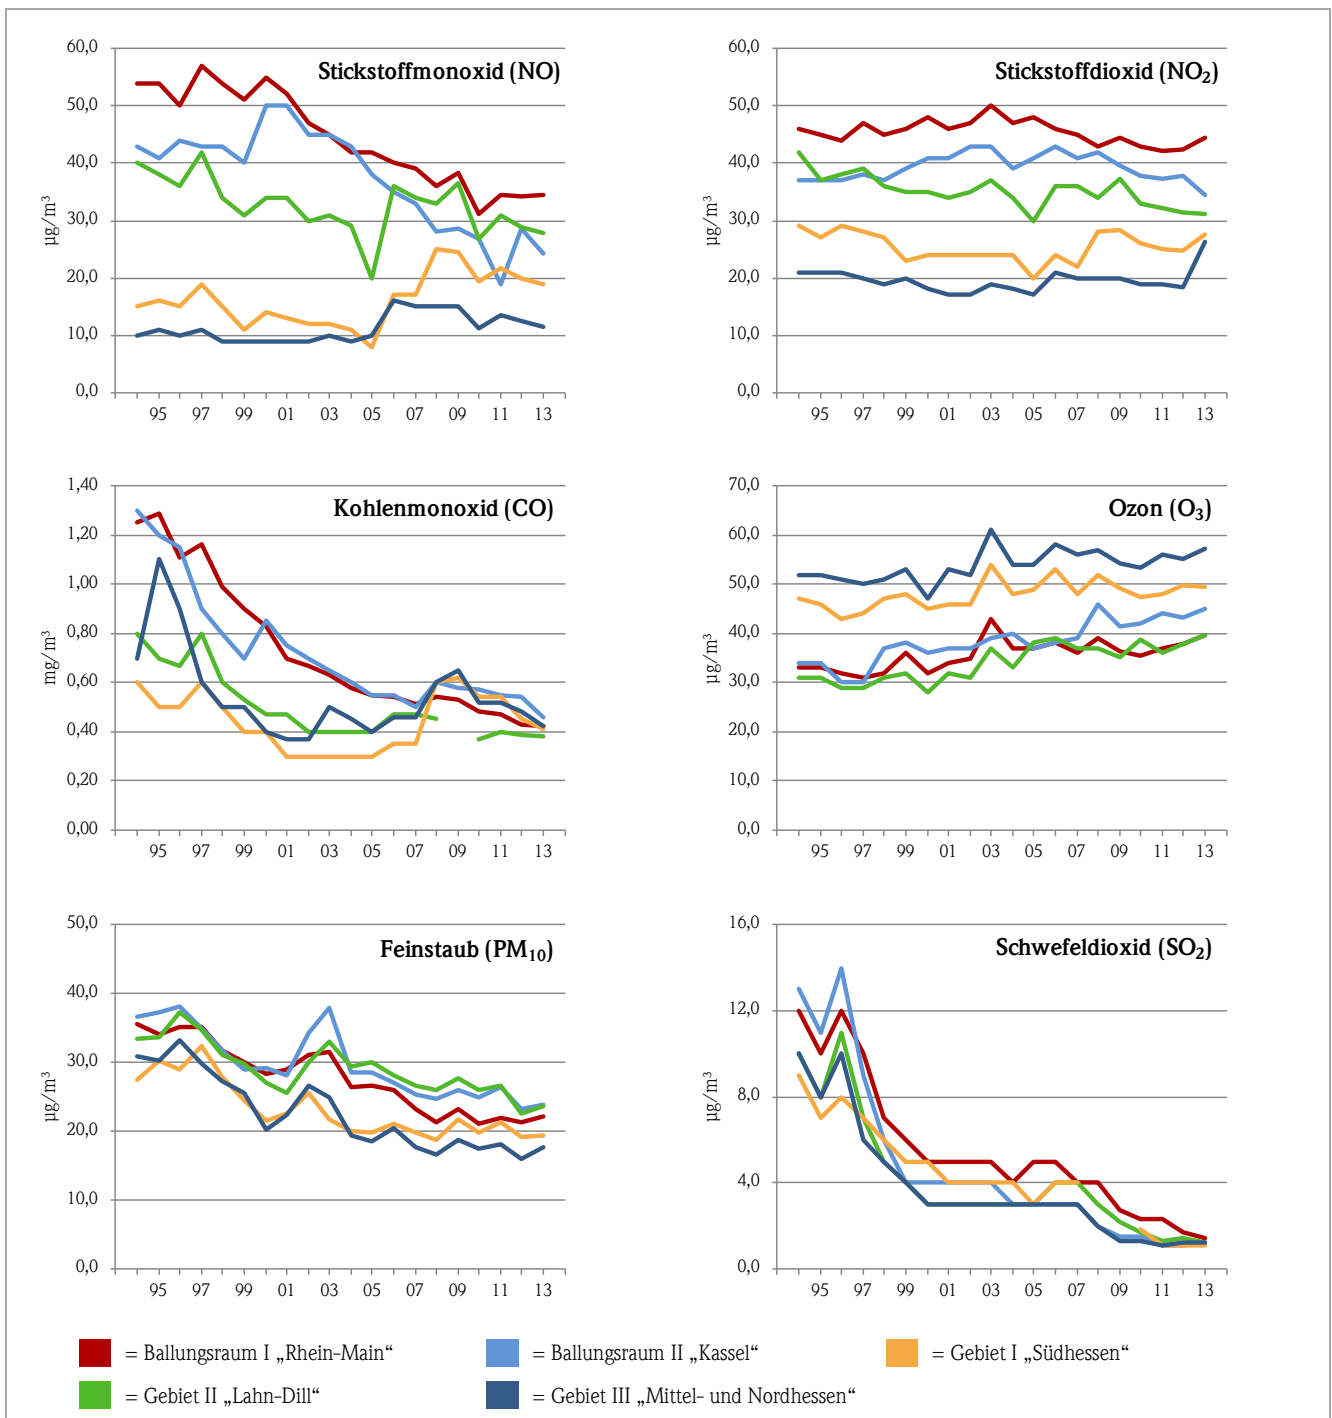 Stickstoffmonoxid (NO)
60,0
50,0
40,0
30,0
20,0
10,0
0,0
µg/m³
95 97 99 01 03 05 07 09 11 13
Stickstoffdioxid (NO₂)
60,0
50,0
40,0
30,0
20,0
10,0
0,0
µg/m³
95 97 99 01 03 05 07 09 11 13
Kohlenmonoxid (CO)
1,40
1,20
1,00
0,80
0,60
0,40
0,20
0,00
mg/m³
95 97 99 01 03 05 07 09 11 13
Ozon (O₃)
70,0
60,0
50,0
40,0
30,0
20,0
10,0
0,0
µg/m³
95 97 99 01 03 05 07 09 11 13
Feinstaub (PM₁₀)
50,0
40,0
30,0
20,0
10,0
0,0
µg/m³
95 97 99 01 03 05 07 09 11 13
Schwefeldioxid (SO₂)
16,0
12,0
8,0
4,0
0,0
µg/m³
95 97 99 01 03 05 07 09 11 13
= Ballungsraum I „Rhein-Main“ = Ballungsraum II „Kassel“ = Gebiet I „Südhessen“
= Gebiet II „Lahn-Dill“ = Gebiet III „Mittel- und Nordhessen“